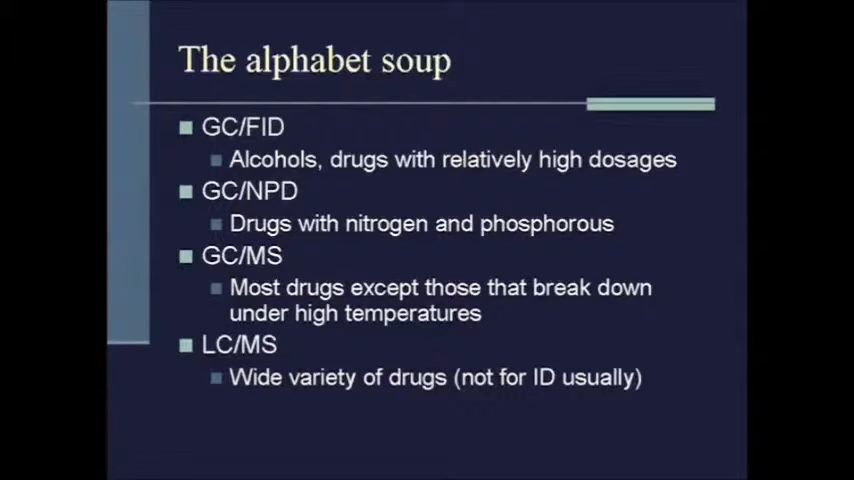 The alphabet soup
GC/FID
Alcohols, drugs with relatively high dosages
GC/NPD
Drugs with nitrogen and phosphorous
GC/MS
Most drugs except those that break down
under high temperatures
LC/MS
Wide variety of drugs (not for ID usually)